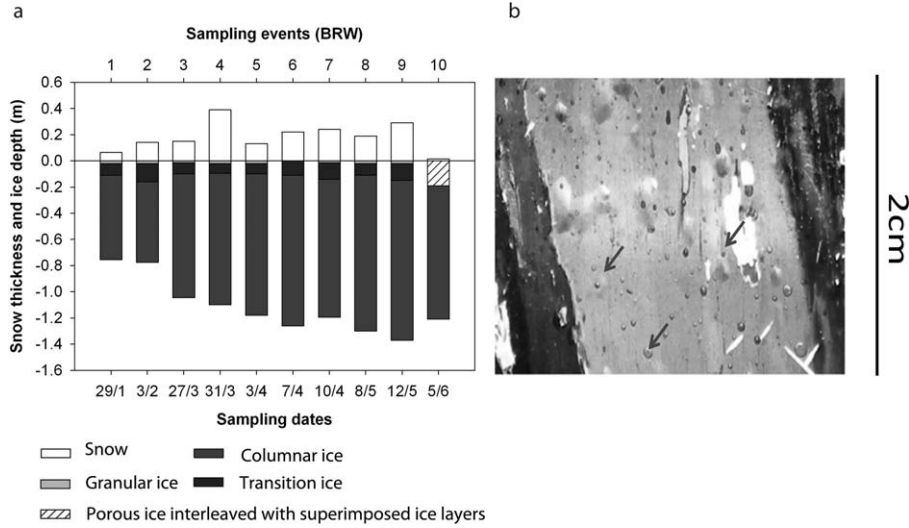 a
b
Sampling events (BRW)
1 2 3 4 5 6 7 8 9 10
Snow thickness and ice depth (m)
0.6
0.4
0.2
0.0
-0.2
-0.4
-0.6
-0.8
-1.0
-1.2
-1.4
-1.6
29/1 3/2 27/3 31/3 3/4 7/4 10/4 8/5 12/5 5/6
Sampling dates
Snow
Columnar ice
Granular ice
Transition ice
Porous ice interleaved with superimposed ice layers
2cm